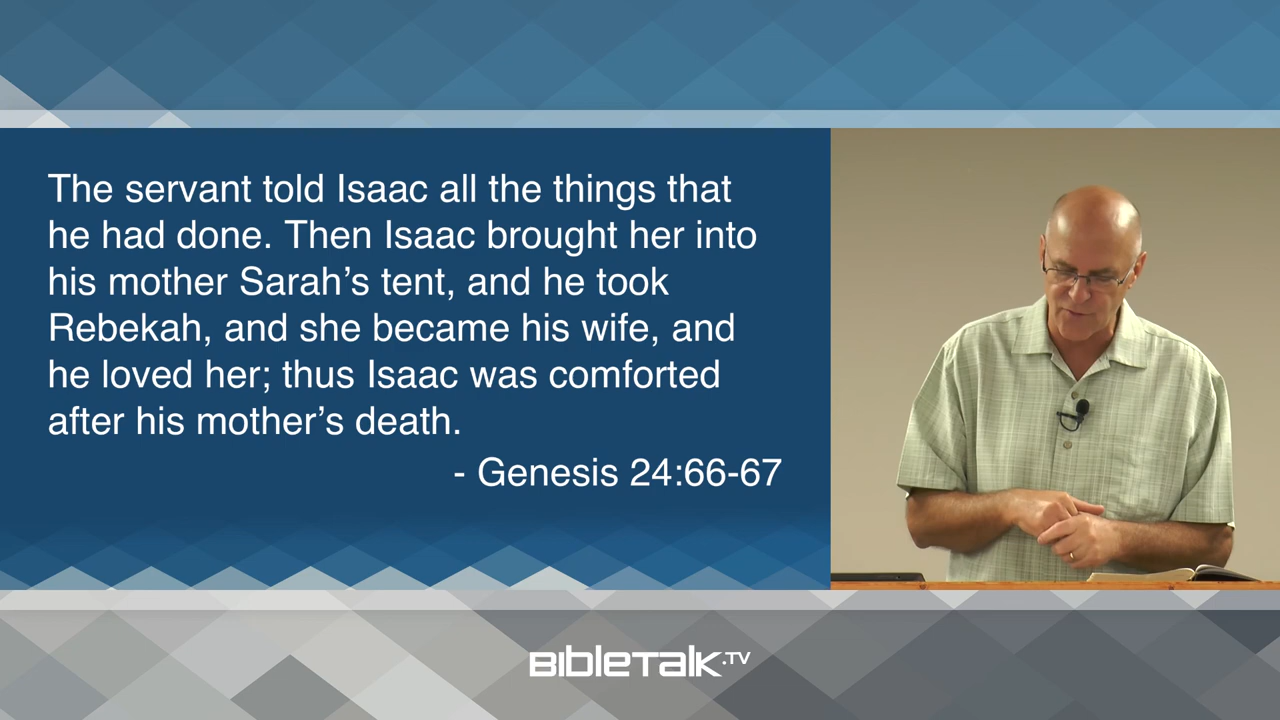 The servant told Isaac all the things that
he had done. Then Isaac brought her into
his mother Sarah’s tent, and he took
Rebekah, and she became his wife, and
he loved her; thus Isaac was comforted
after his mother’s death.
- Genesis 24:66-67
BIBLETALK.TV